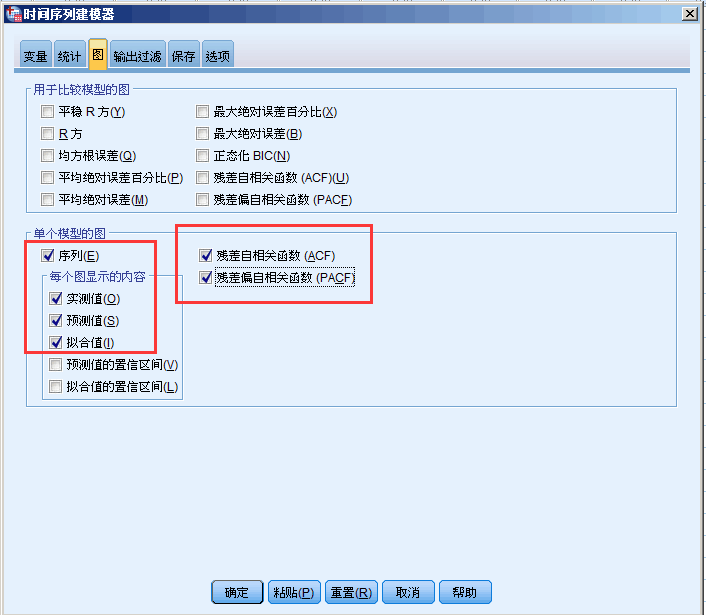 时间序列建模器
变量 统计 图 输出过滤 保存 选项
用于比较模型的图
平稳 R 方(Y) 最大绝对误差百分比(X)
R 方 最大绝对误差(B)
均方根误差(Q) 正态化 BIC(N)
平均绝对误差百分比(P) 残差自相关函数 (ACF)(U)
平均绝对误差(M) 残差偏自相关函数 (PACF)
单个模型的图
序列(E) 残差自相关函数 (ACF)
每个图显示的内容 残差偏自相关函数 (PACF)
实测值(O)
预测值(S)
拟合值(I)
预测值的置信区间(V)
拟合值的置信区间(L)
确定 粘贴(P) 重置(R) 取消 帮助